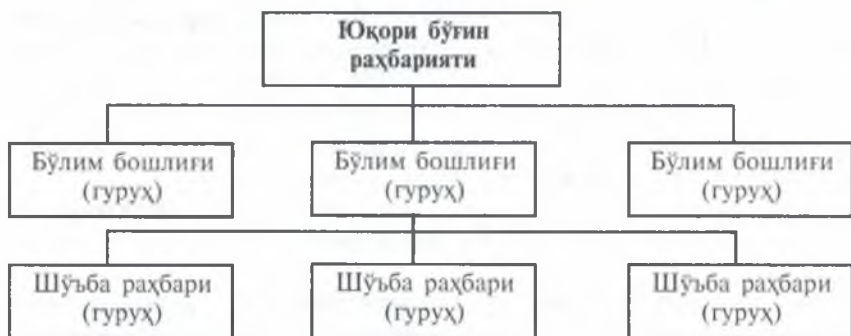 Юқори бўғин
раҳбарияти
Бўлим бошлиғи
(гуруҳ)
Бўлим бошлиғи
(гуруҳ)
Бўлим бошлиғи
(гуруҳ)
Шўъба раҳбари
(гуруҳ)
Шўъба раҳбари
(гуруҳ)
Шўъба раҳбари
(гуруҳ)